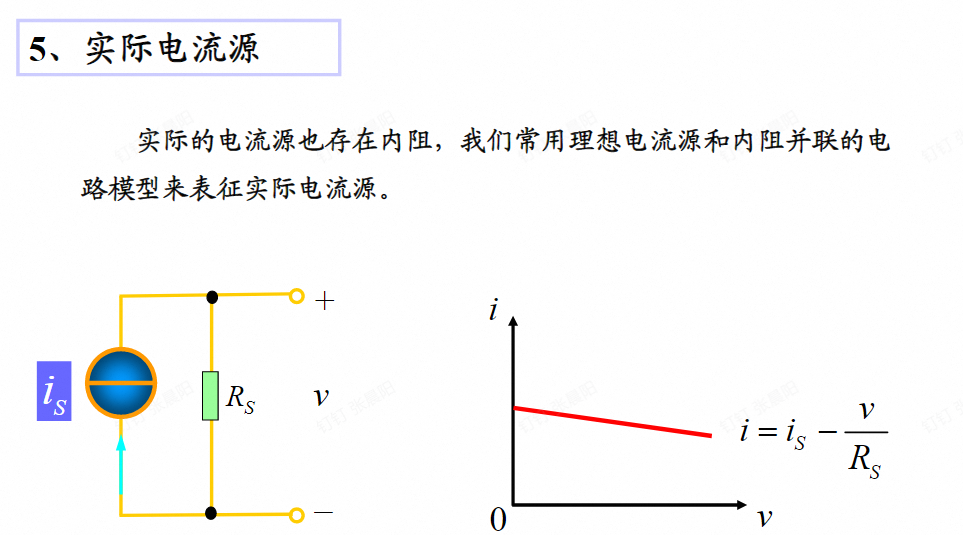 5、实际电流源
实际的电流源也存在内阻，我们常用理想电流源和内阻并联的电
路模型来表征实际电流源。
+
i_S
R_S
v
−
i
i = i_S − v/R_S
0
v